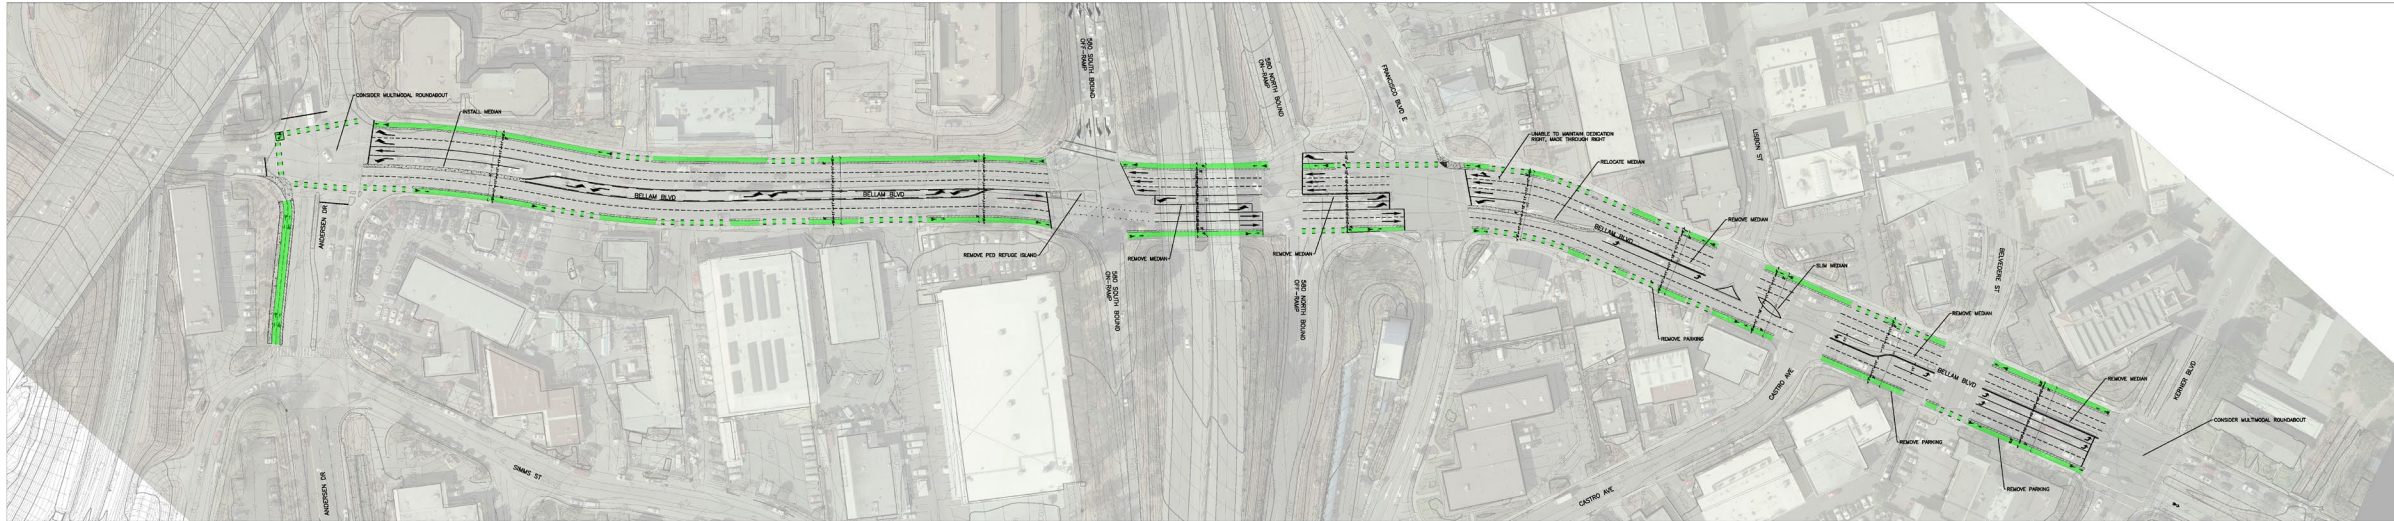 CONSIDER MULTIMODAL ROUNDABOUT
INSTALL MEDIAN
580 SOUTH BOUND
OFF-RAMP
580 NORTH BOUND
ON-RAMP
FRANCISCO BLVD E
UNABLE TO MAINTAIN DEDICATION
RIGHT, MADE THROUGH RIGHT
RELOCATE MEDIAN
LISBON ST
BELLAM BLVD
BELLAM BLVD
ANDERSEN DR
REMOVE PED REFUGE ISLAND
REMOVE MEDIAN
REMOVE MEDIAN
BELLAM BLVD
REMOVE MEDIAN
SLIM MEDIAN
BELVEDERE ST
580 SOUTH BOUND
ON-RAMP
580 NORTH BOUND
OFF-RAMP
REMOVE PARKING
REMOVE MEDIAN
CASTRO AVE
BELLAM BLVD
REMOVE MEDIAN
KERNER BLVD
CONSIDER MULTIMODAL ROUNDABOUT
REMOVE PARKING
SIMMS ST
ANDERSEN DR
CASTRO AVE
REMOVE PARKING